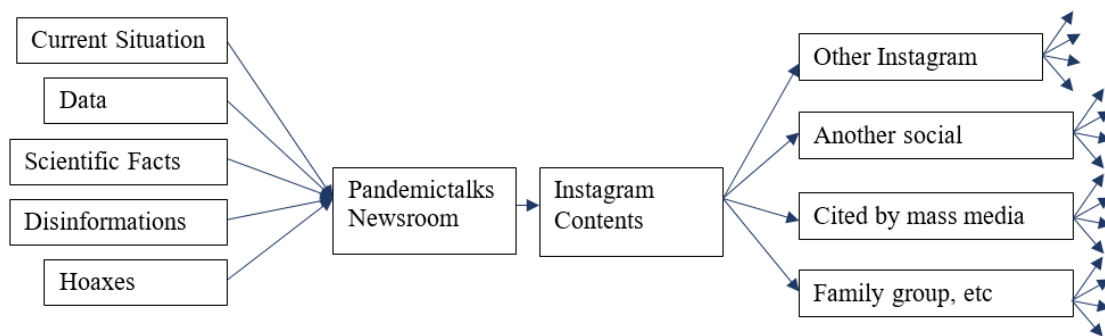 Current Situation
Data
Scientific Facts
Disinformations
Hoaxes
Pandemictalks
Newsroom
Instagram
Contents
Other Instagram
Another social
Cited by mass media
Family group, etc